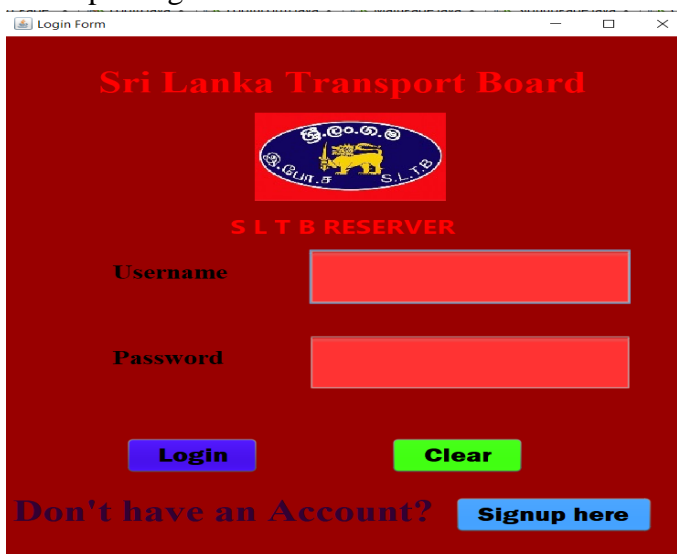 Login Form
Sri Lanka Transport Board
ශ්‍රී.ලං.ග.ම
இ.போ.ச S.L.T.B
S L T B RESERVER
Username
Password
Login Clear
Don't have an Account? Signup here